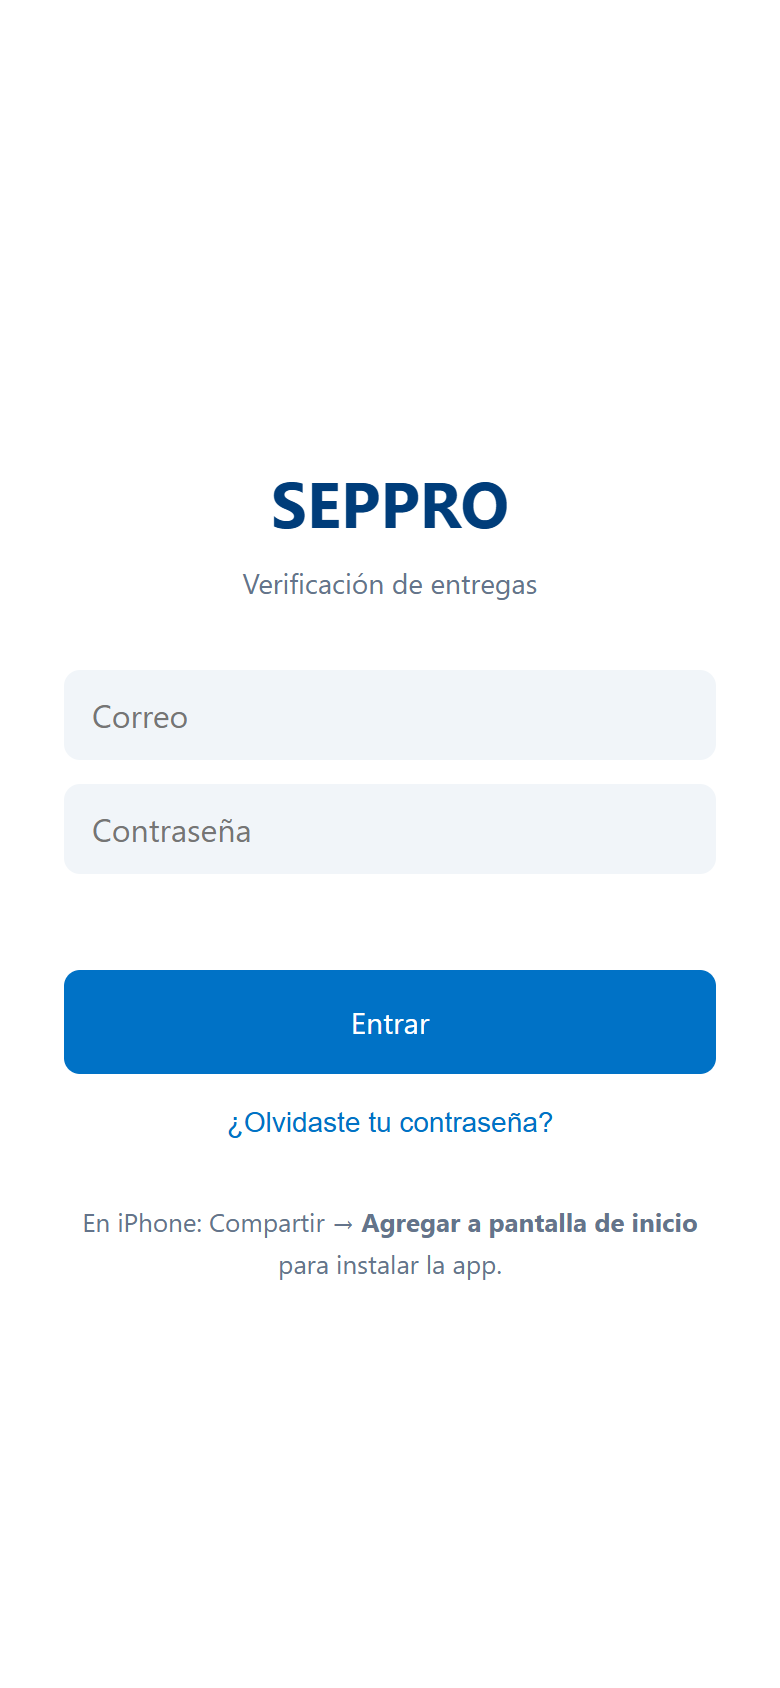 SEPPRO
Verificación de entregas
Correo
Contraseña
Entrar
¿Olvidaste tu contraseña?
En iPhone: Compartir → Agregar a pantalla de inicio
para instalar la app.